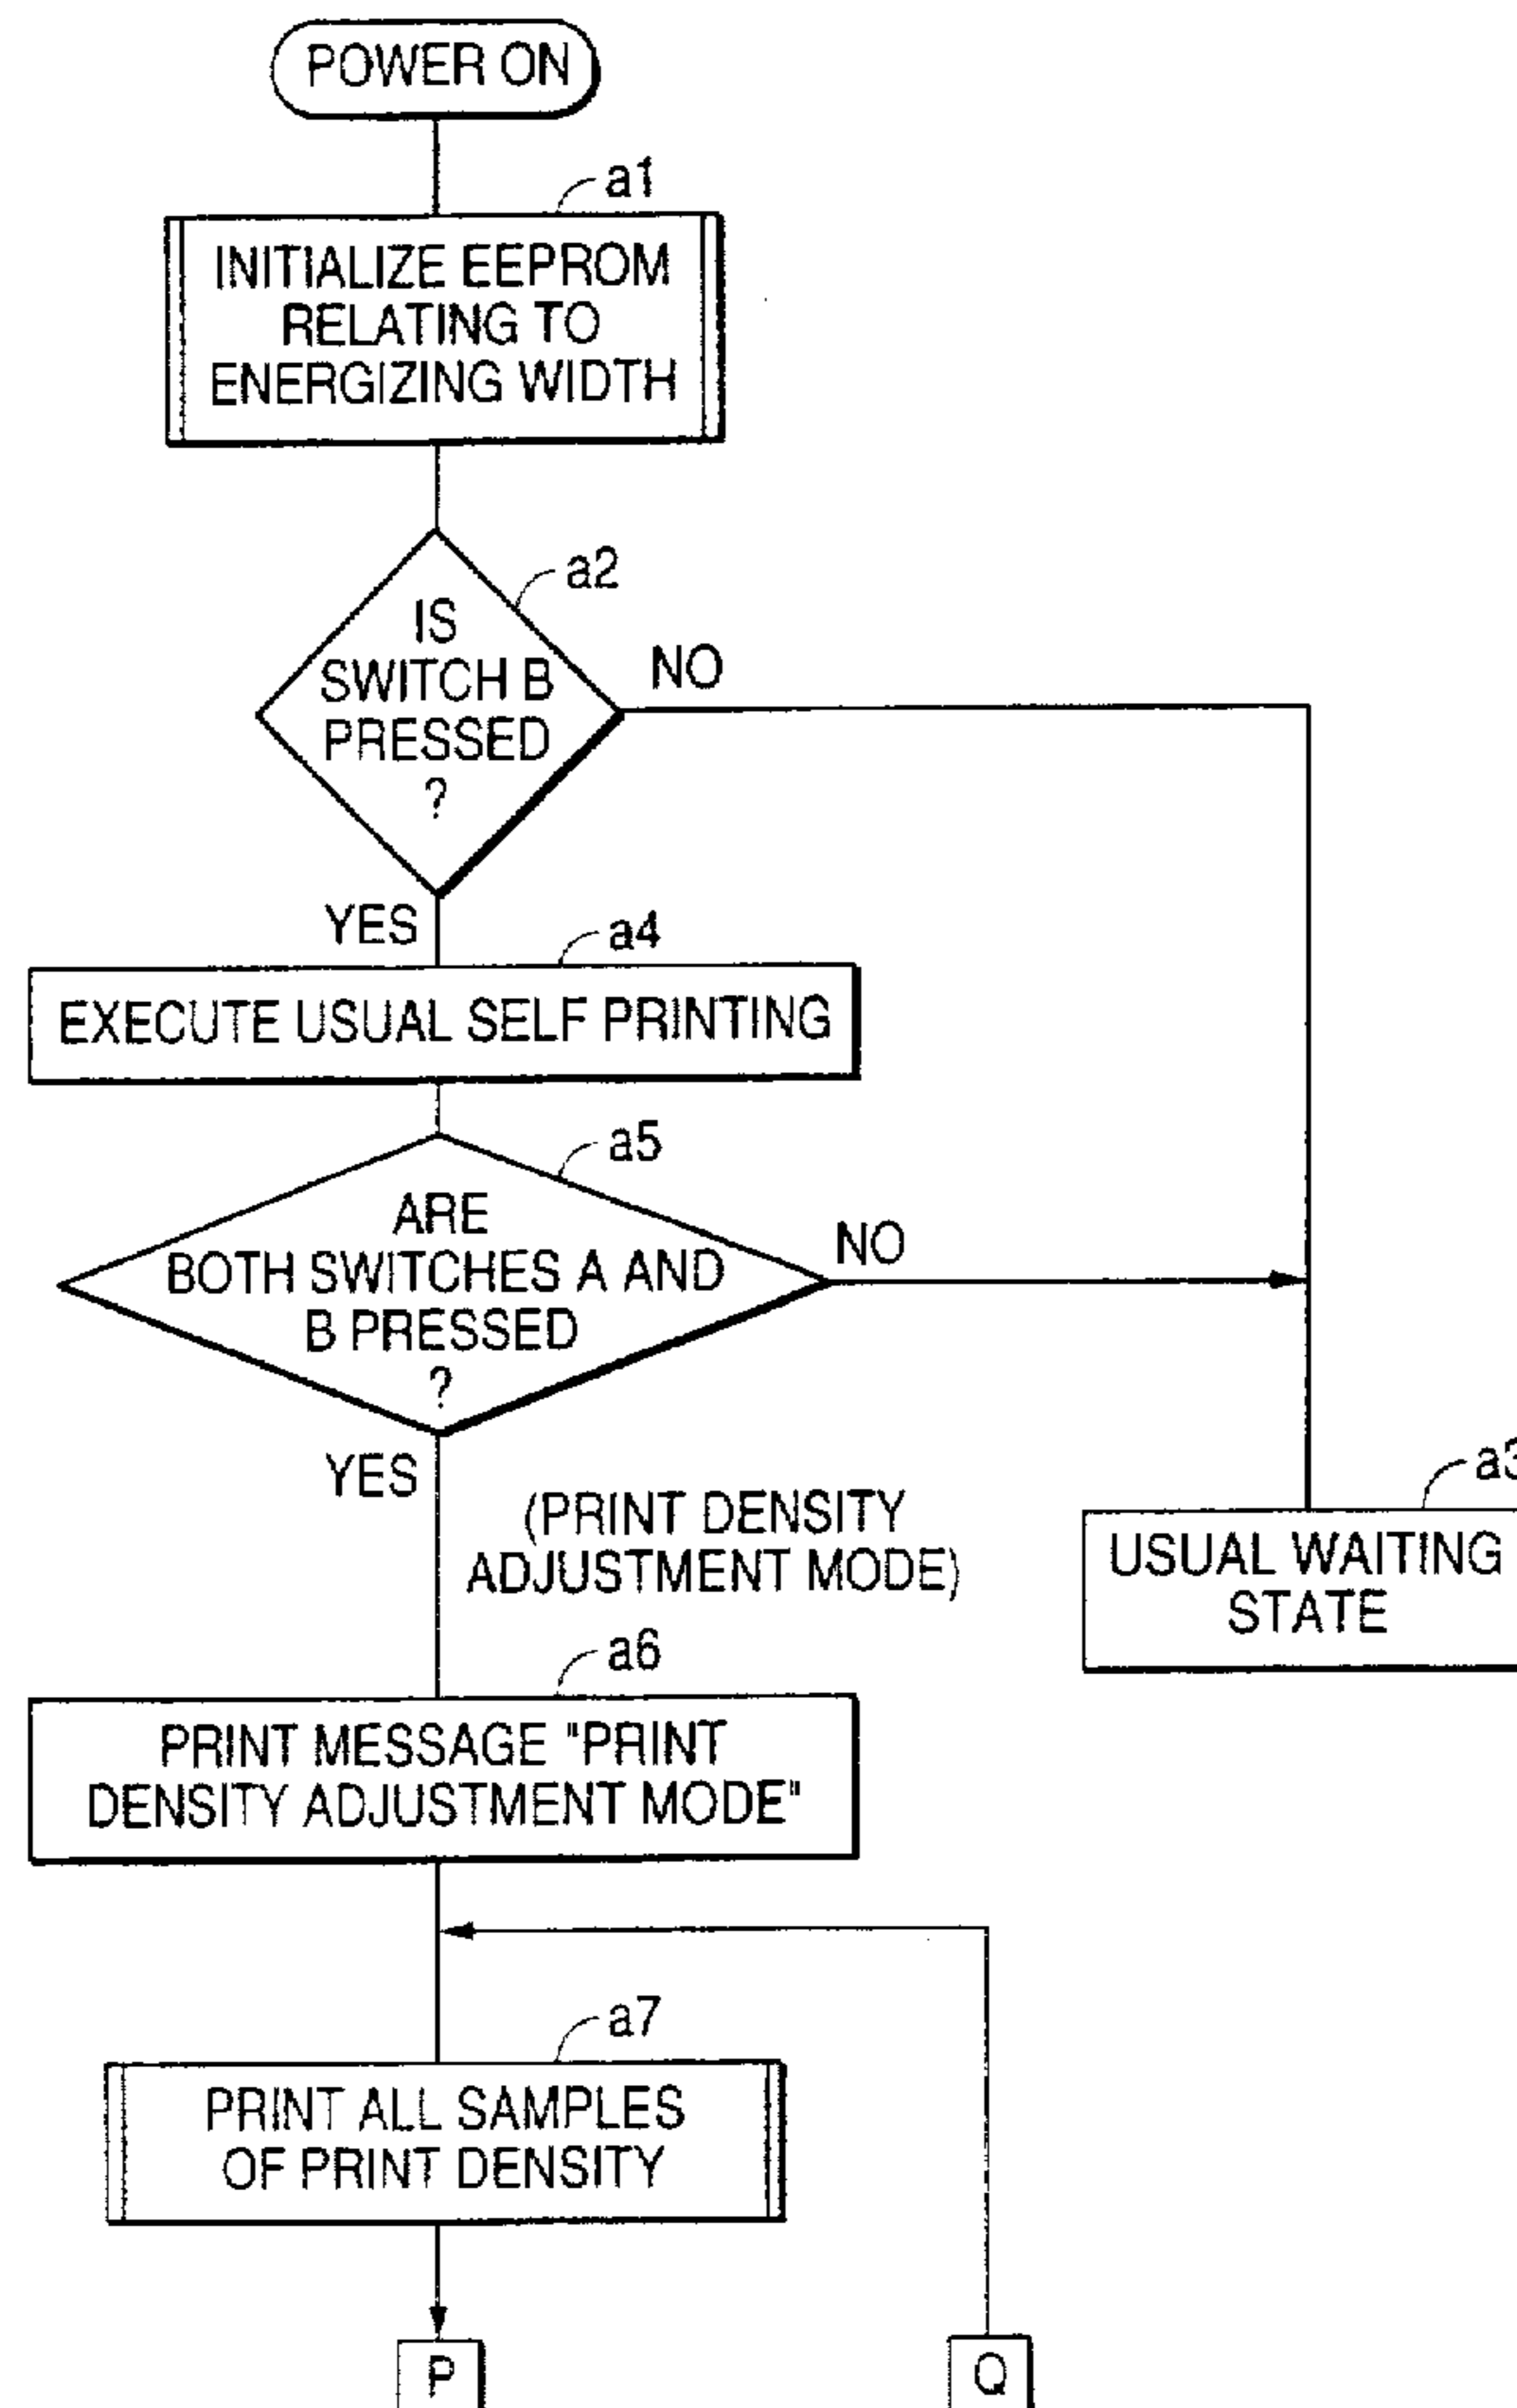 POWER ON
a1
INITIALIZE EEPROM
RELATING TO
ENERGIZING WIDTH
a2
IS
SWITCH B
PRESSED
?
NO
YES
a4
EXECUTE USUAL SELF PRINTING
a5
ARE
BOTH SWITCHES A AND
B PRESSED
?
NO
YES
(PRINT DENSITY
ADJUSTMENT MODE)
a3
USUAL WAITING
STATE
a6
PRINT MESSAGE "PRINT
DENSITY ADJUSTMENT MODE"
a7
PRINT ALL SAMPLES
OF PRINT DENSITY
P
Q